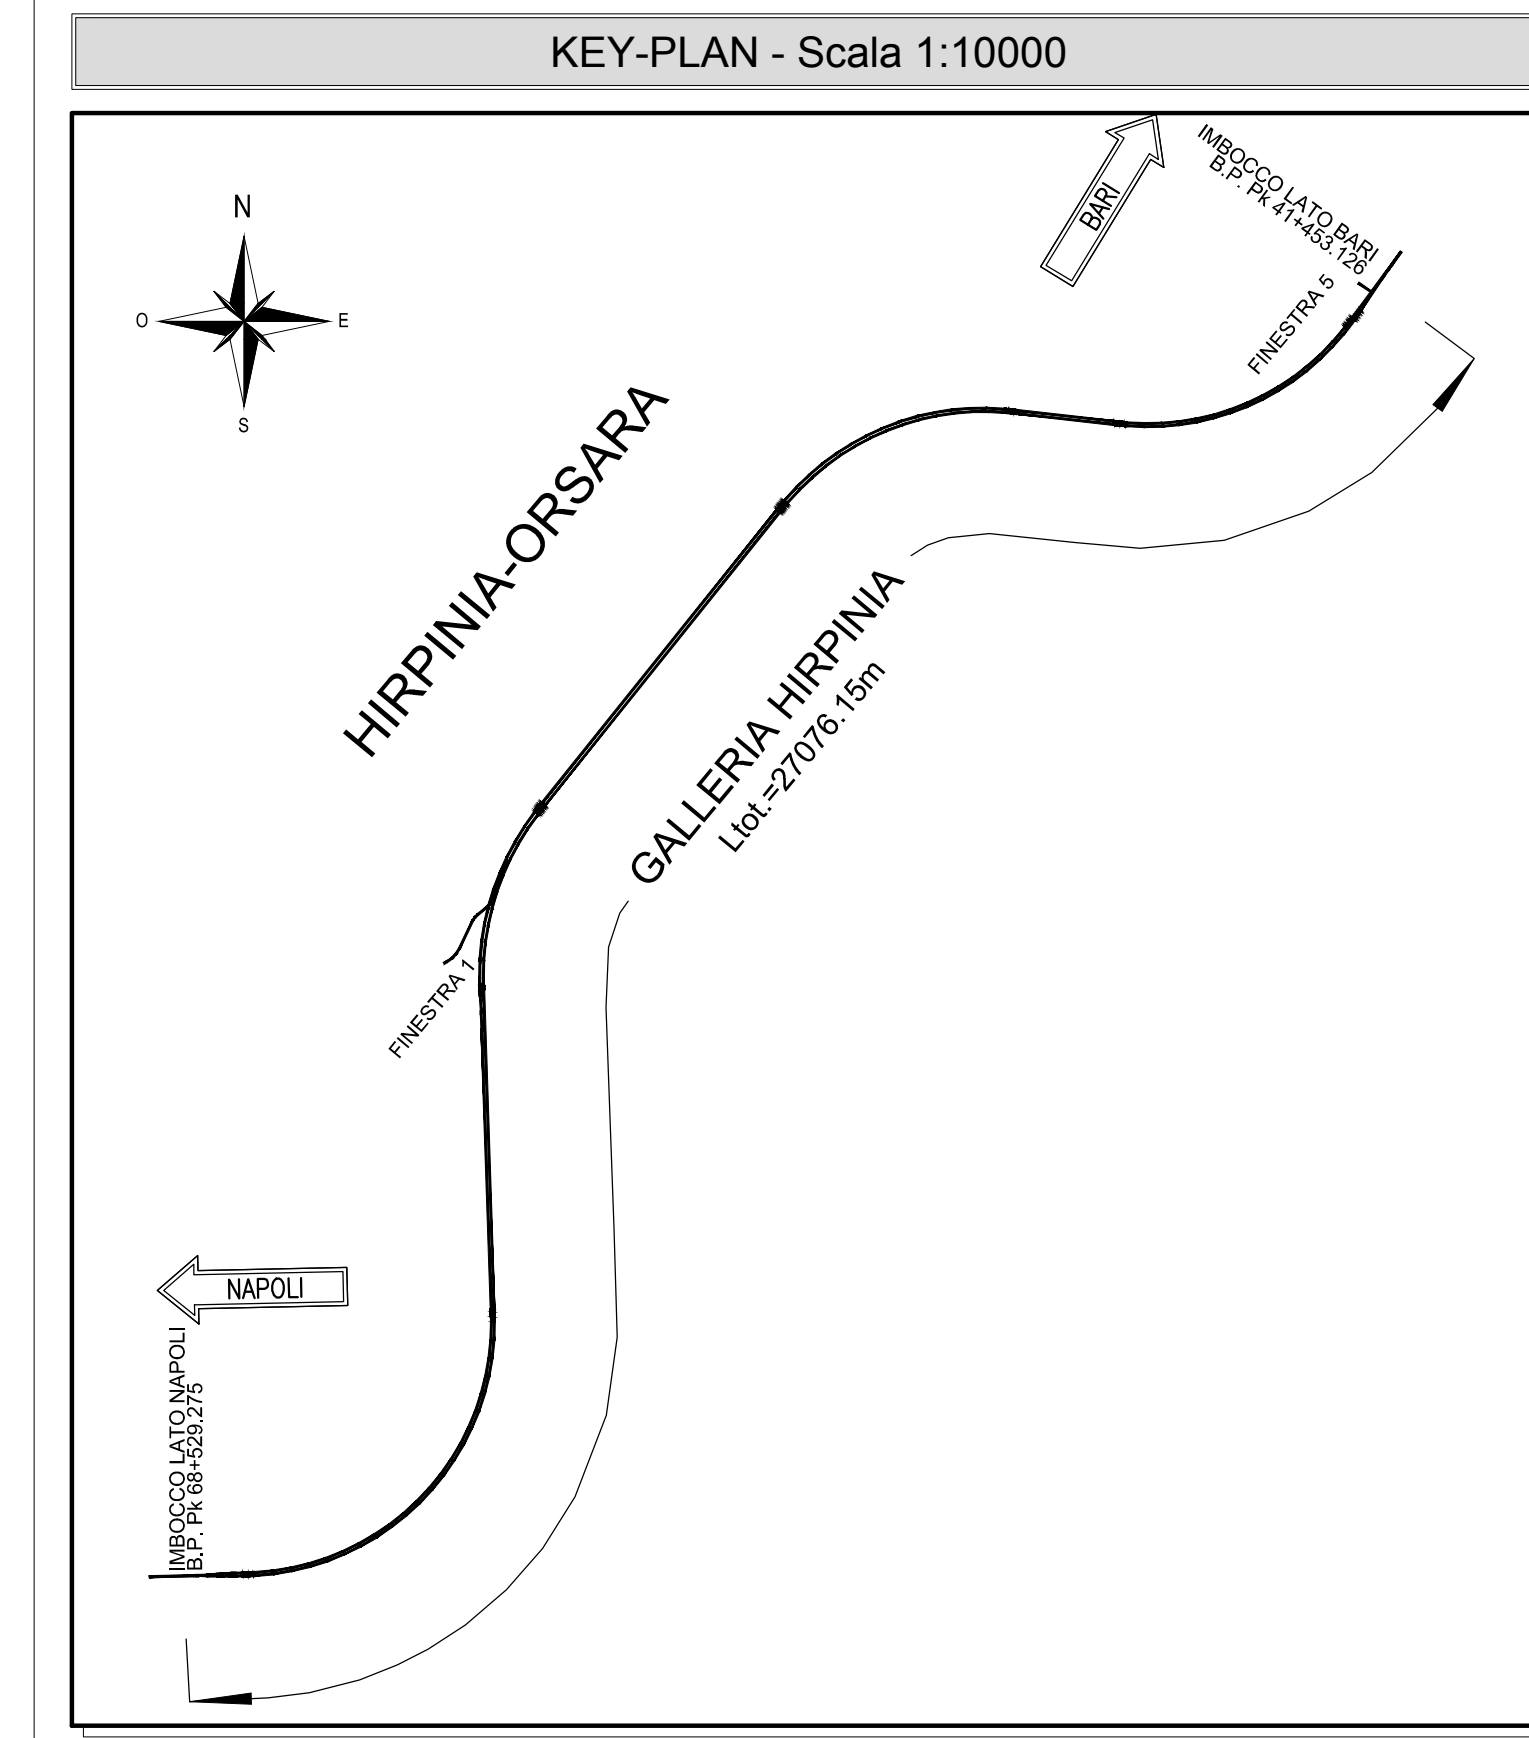 KEY-PLAN - Scala 1:10000
N
O
E
S
BARI
IMBOCCO LATO BARI
B.P. Pk 41+453.126
FINESTRA 5
HIRPINIA-ORSARA
GALLERIA HIRPINIA
Ltot.=27076.15m
FINESTRA 1
NAPOLI
IMBOCCO LATO NAPOLI
B.P. Pk 68+529.275